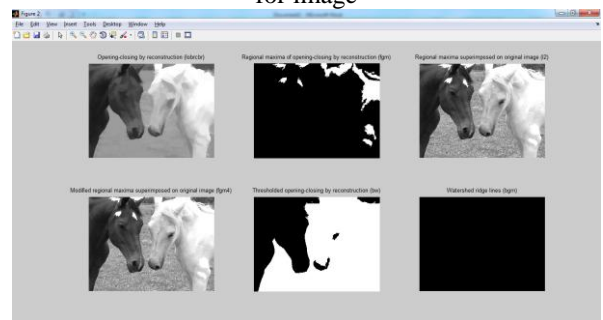 for image
Figure 2
File Edit View Insert Tools Desktop Window Help
Opening-closing by reconstruction (Iobrcbr)
Regional maxima of opening-closing by reconstruction (fgm)
Regional maxima superimposed on original image (I2)
Modified regional maxima superimposed on original image (fgm4)
Thresholded opening-closing by reconstruction (bw)
Watershed ridge lines (bgm)